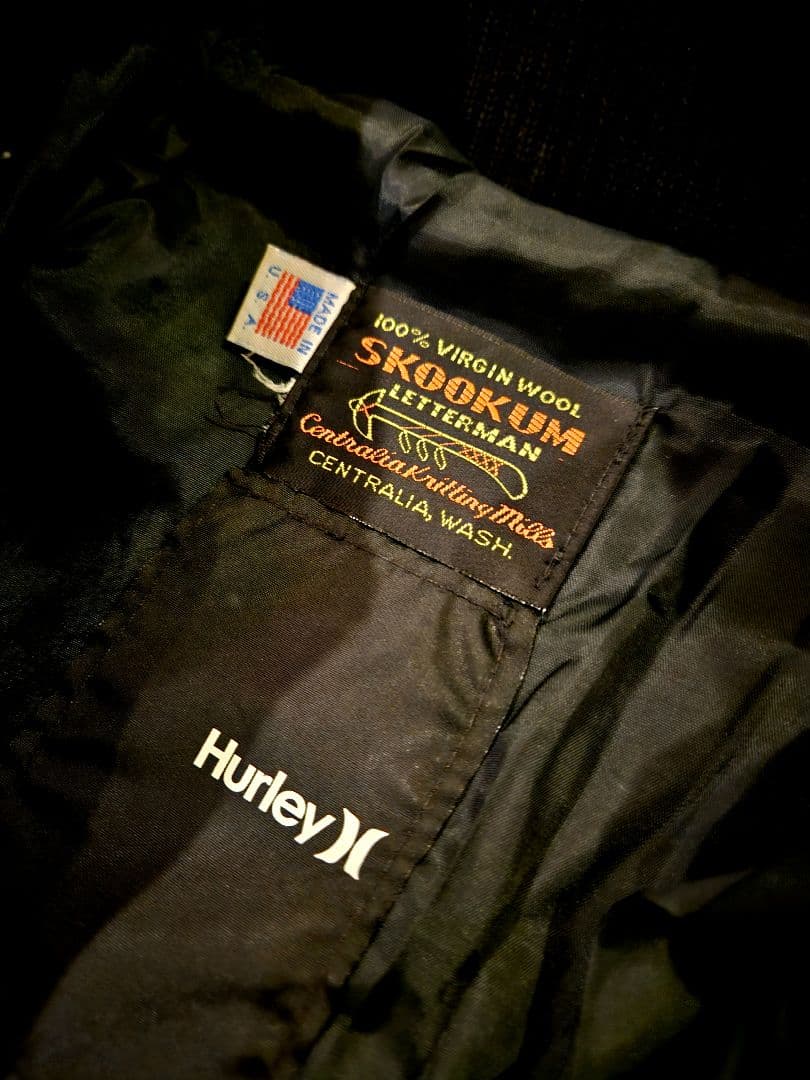 MADE IN
U. S. A.
100% VIRGIN WOOL
SKOOKUM
LETTERMAN
Centralia Knitting Mills
CENTRALIA, WASH.
Hurley